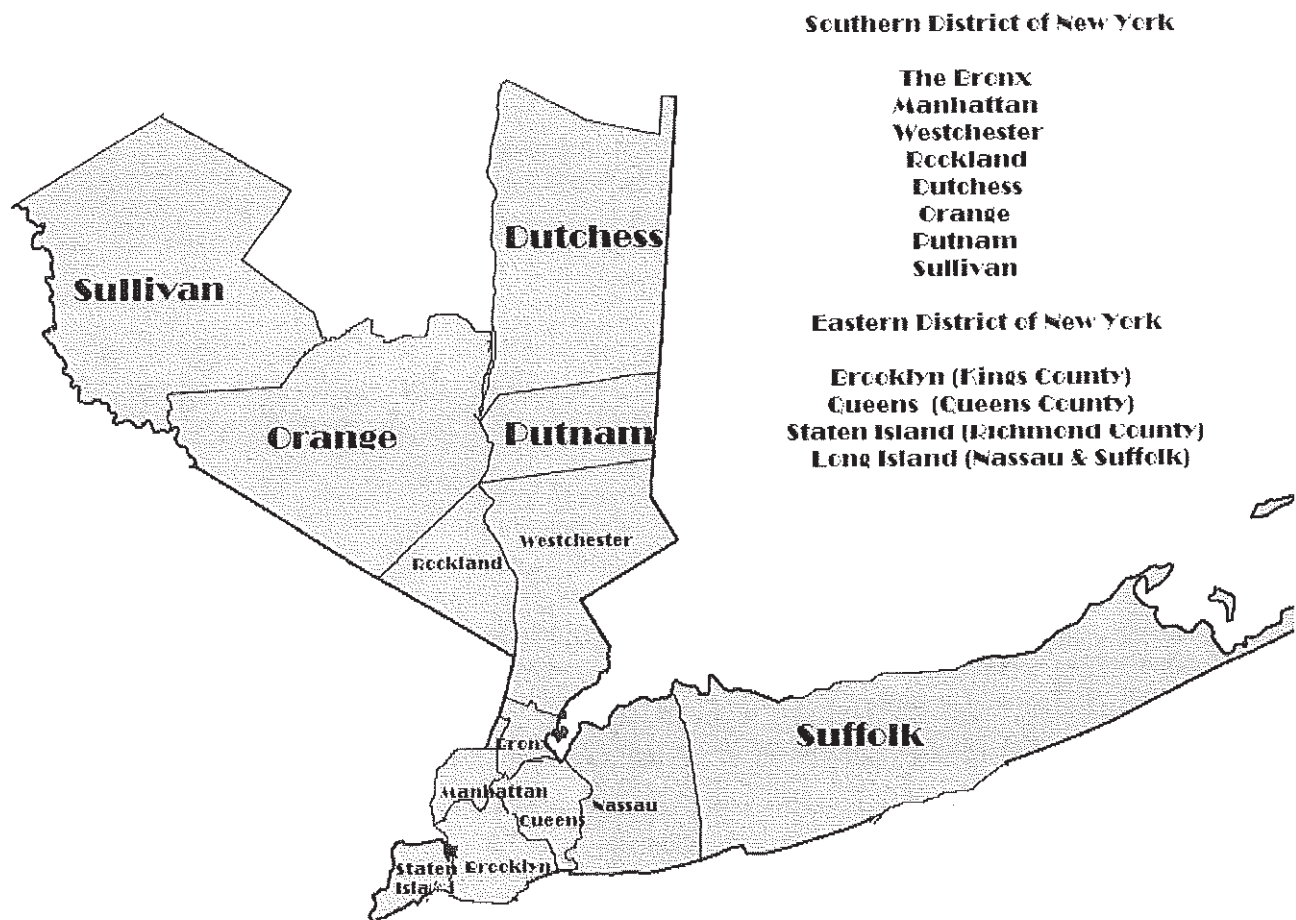 Southern District of New York
The Bronx
Manhattan
Westchester
Rockland
Dutchess
Orange
Putnam
Sullivan
Eastern District of New York
Brooklyn (Kings County)
Queens (Queens County)
Staten Island (Richmond County)
Long Island (Nassau & Suffolk)
Dutchess
Sullivan
Orange
Putnam
Westchester
Rockland
Suffolk
Bronx
Manhattan
Nassau
Queens
Staten
Island
Brooklyn